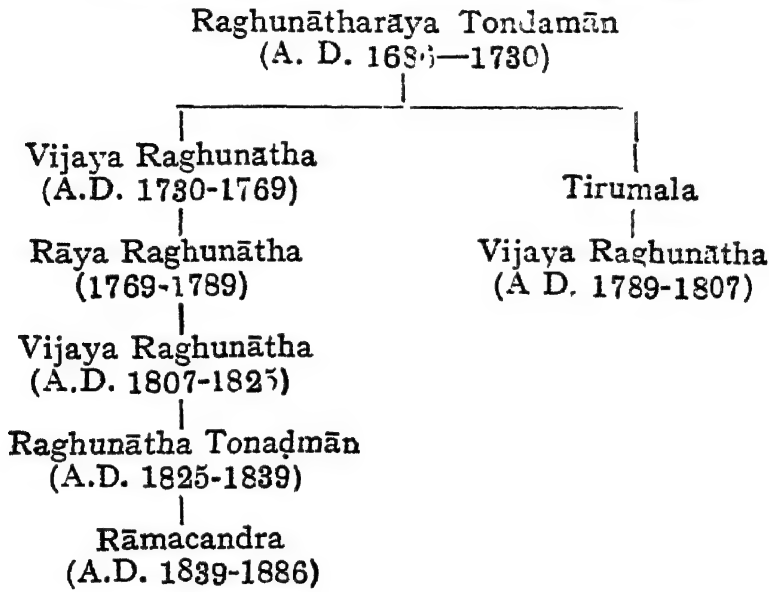 Raghunātharāya Tondamān
(A. D. 1686—1730)
Vijaya Raghunātha
(A.D. 1730-1769)
Tirumala
Rāya Raghunātha
(1769-1789)
Vijaya Raghunātha
(A D. 1789-1807)
Vijaya Raghunātha
(A.D. 1807-1825)
Raghunātha Tonaḍmān
(A.D. 1825-1839)
Rāmacandra
(A.D. 1839-1886)